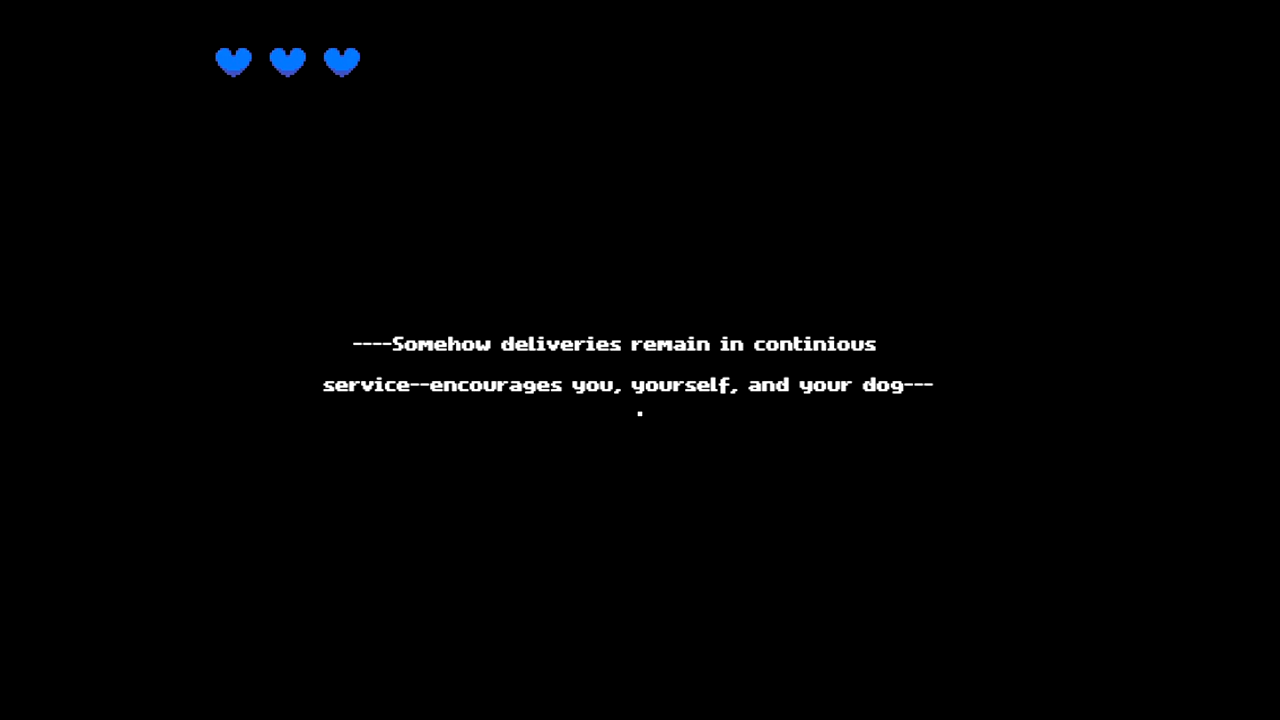 ----Somehow deliveries remain in continious
service--encourages you, yourself, and your dog---
.